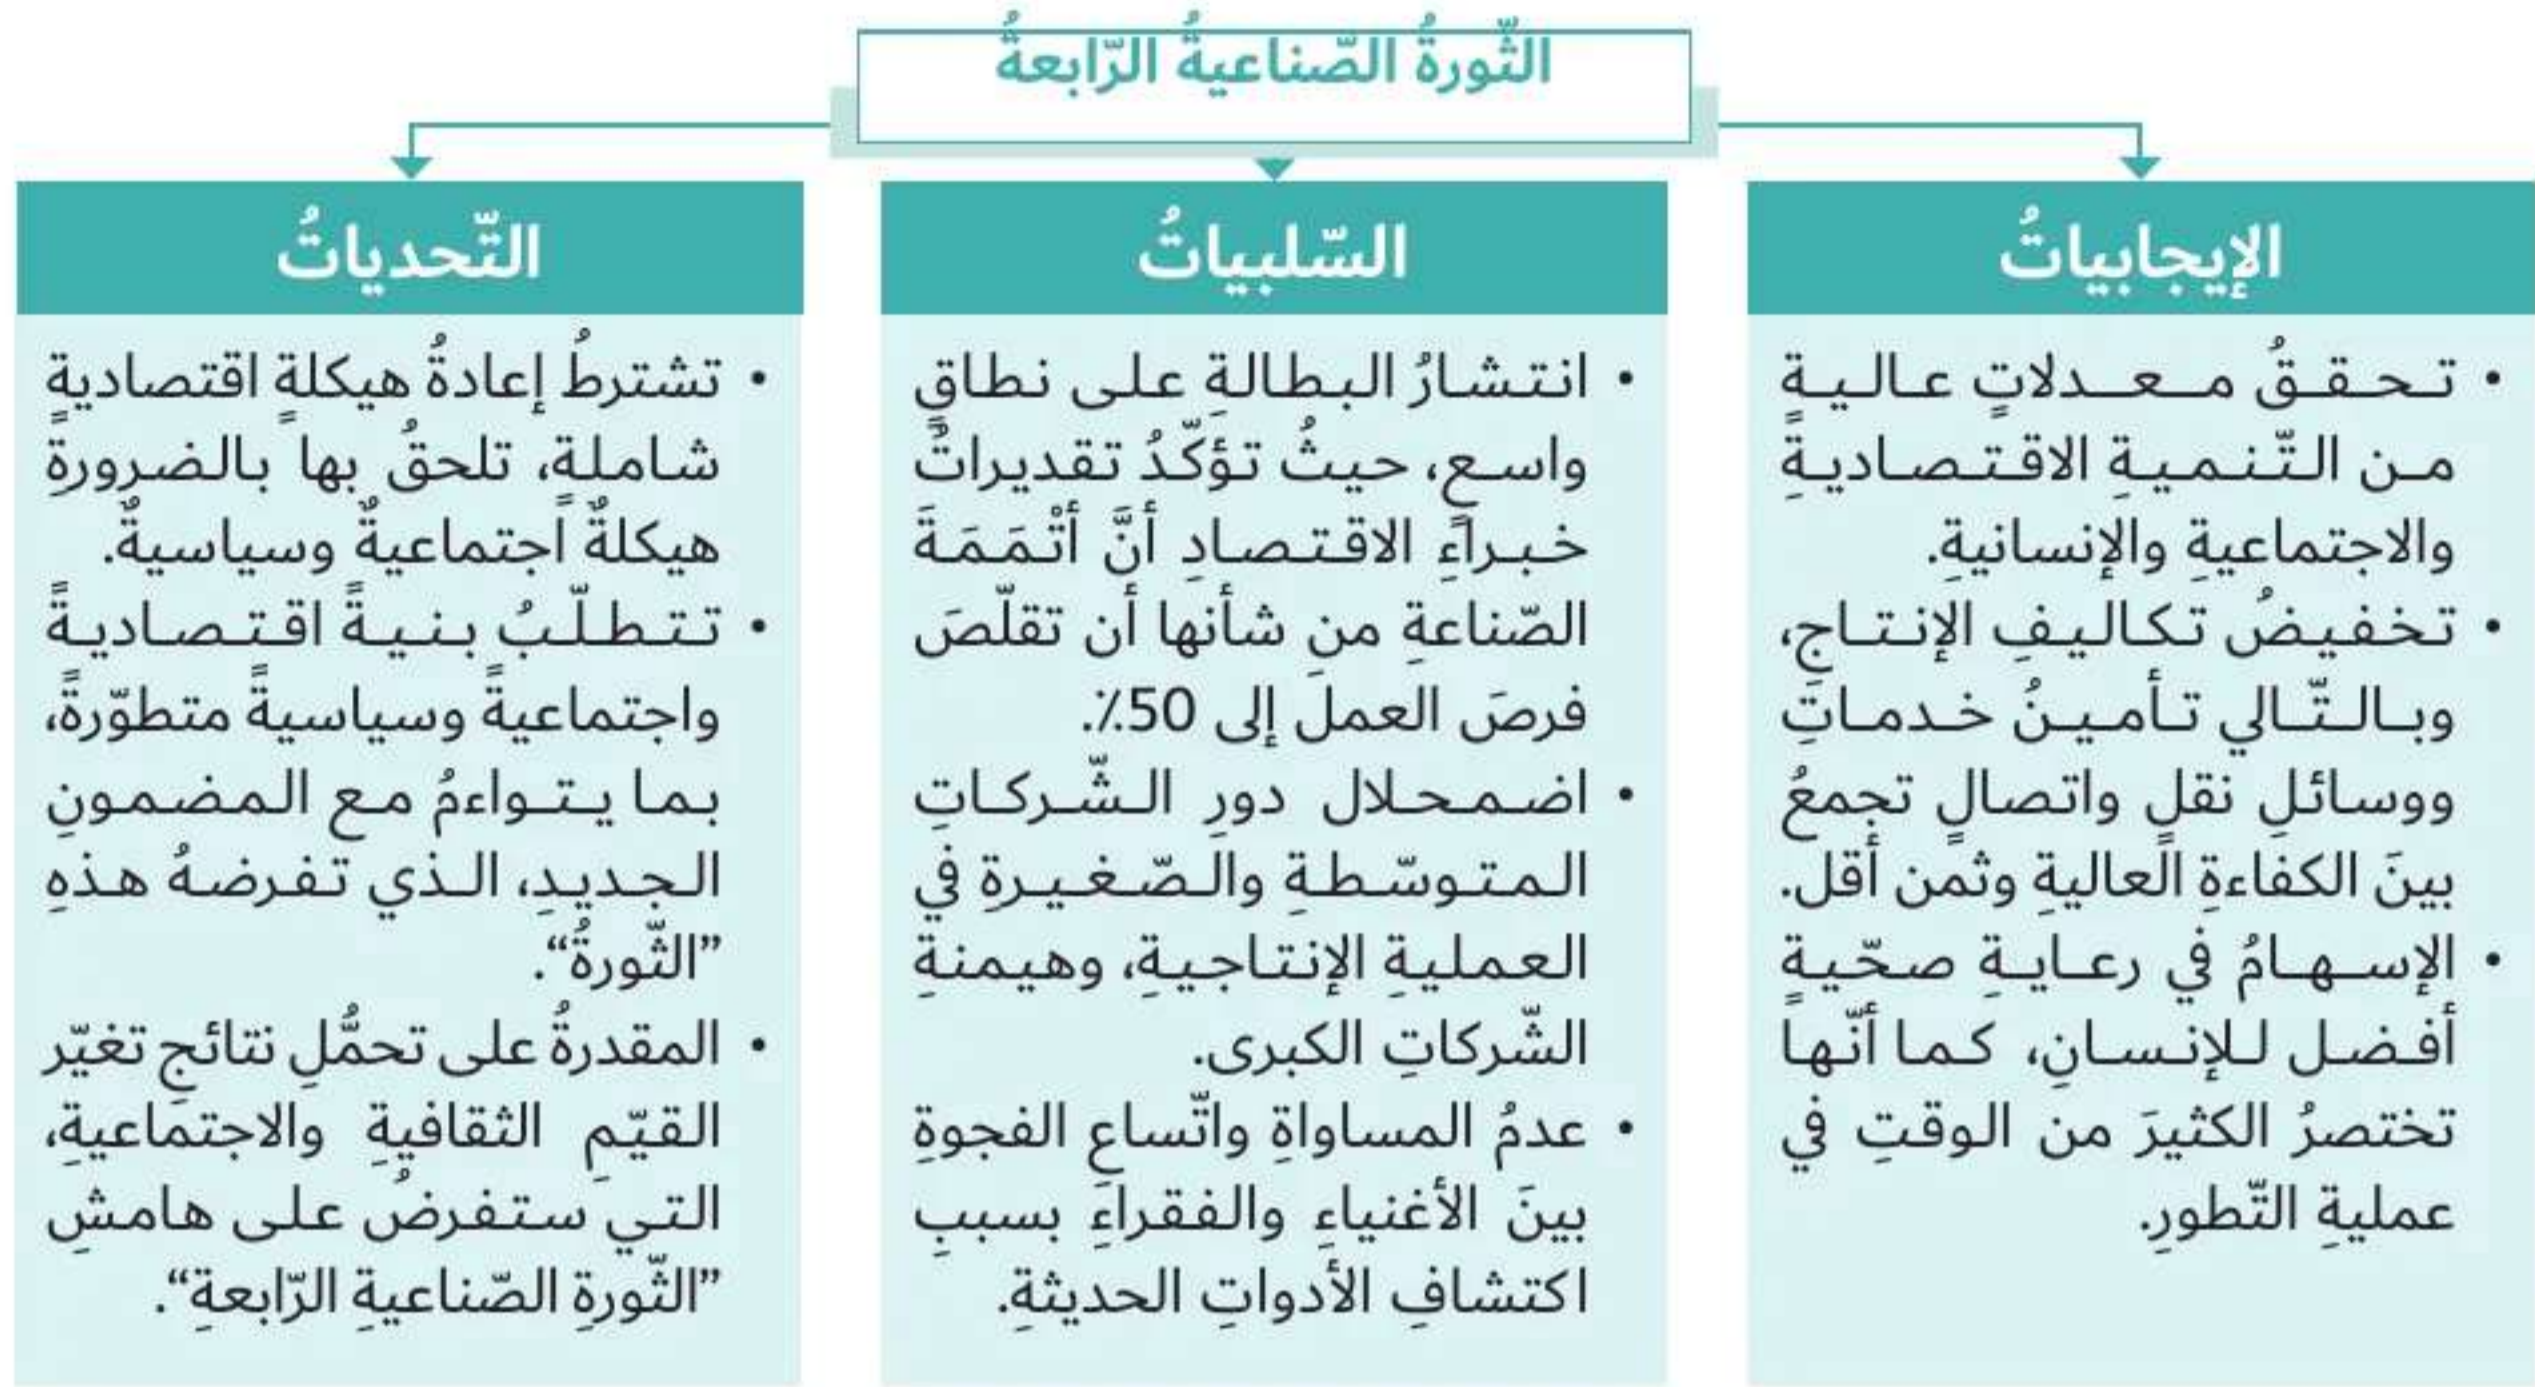 الثّورةُ الصّناعيةُ الرّابعةُ
الإيجابياتُ
• تحققُ معدلاتٍ عاليةً
من التّنميةِ الاقتصاديةِ
والاجتماعيةِ والإنسانيةِ.
• تخفيضُ تكاليفِ الإنتاجِ،
وبالتّالي تأمينُ خدماتِ
ووسائلِ نقلٍ واتصالٍ تجمعُ
بينَ الكفاءةِ العاليةِ وثمن أقل.
• الإسهامُ في رعايةٍ صحّيةٍ
أفضل للإنسانِ، كما أنّها
تختصرُ الكثيرَ من الوقتِ في
عمليةِ التّطورِ.
السّلبياتُ
• انتشارُ البطالةِ على نطاقٍ
واسعٍ، حيثُ تؤكّدُ تقديراتُ
خبراءِ الاقتصادِ أنَّ أتْمَمَةَ
الصّناعةِ من شأنها أن تقلّصَ
فرصَ العملِ إلى 50٪.
• اضمحلال دورِ الشّركاتِ
المتوسّطةِ والصّغيرةِ في
العمليةِ الإنتاجيةِ، وهيمنةِ
الشّركاتِ الكبرى.
• عدمُ المساواةِ واتّساعِ الفجوةِ
بينَ الأغنياءِ والفقراءِ بسببِ
اكتشافِ الأدواتِ الحديثةِ.
التّحدياتُ
• تشترطُ إعادةُ هيكلةٍ اقتصاديةٍ
شاملةٍ، تلحقُ بها بالضرورةِ
هيكلةٌ اجتماعيةٌ وسياسيةٌ.
• تتطلّبُ بنيةً اقتصاديةً
واجتماعيةً وسياسيةً متطوّرةً،
بما يتواءمُ مع المضمونِ
الجديدِ، الذي تفرضهُ هذهِ
”الثّورةُ“.
• المقدرةُ على تحمُّلِ نتائجِ تغيّر
القيّمِ الثقافيةِ والاجتماعيةِ،
التي ستفرضُ على هامشِ
”الثّورةِ الصّناعيةِ الرّابعةِ“.